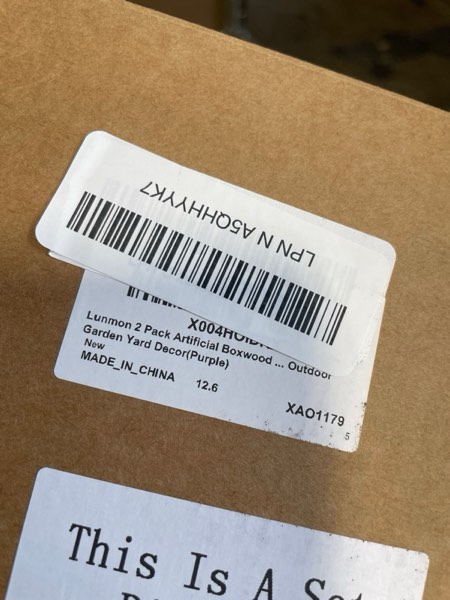 LPN N A5QHHYYK7
Lunmon 2 Pack Artificial Boxwood ... Outdoor
Garden Yard Decor(Purple)
New
MADE_IN_CHINA 12.6
XAO1179
5
This Is A